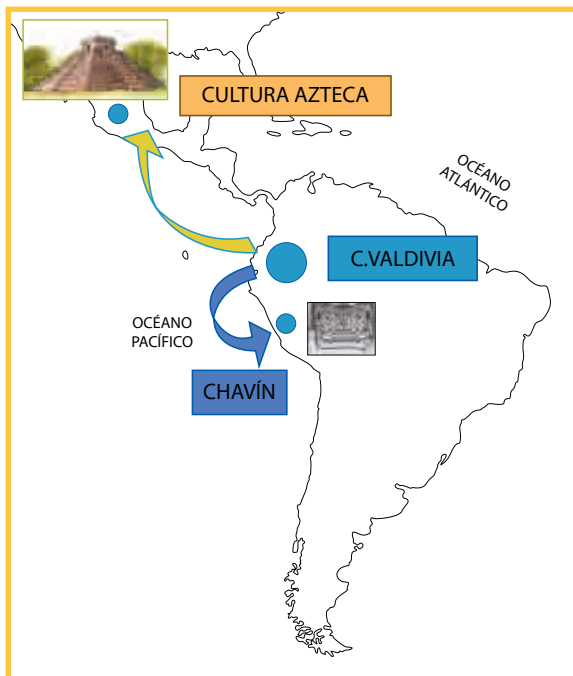 CULTURA AZTECA
OCÉANO
ATLÁNTICO
C.VALDIVIA
OCÉANO
PACÍFICO
CHAVÍN